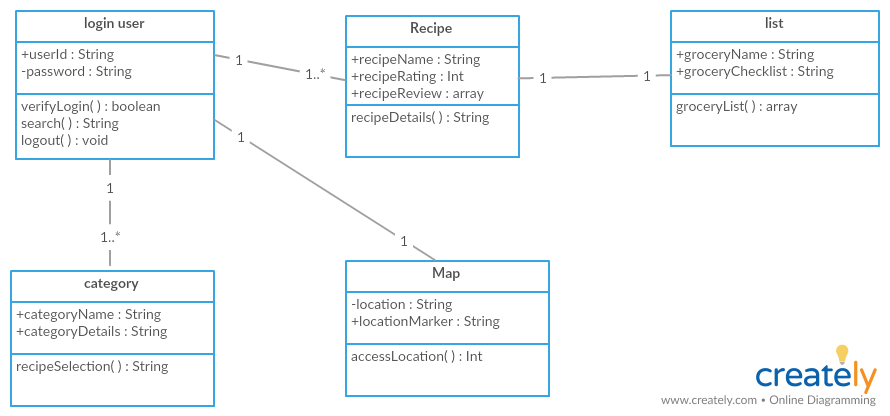 login user
+userId : String
-password : String
verifyLogin( ) : boolean
search( ) : String
logout( ) : void
1
1..*
Recipe
+recipeName : String
+recipeRating : Int
+recipeReview : array
recipeDetails( ) : String
1
1
list
+groceryName : String
+groceryChecklist : String
groceryList( ) : array
1
1
1
1..*
category
+categoryName : String
+categoryDetails : String
recipeSelection( ) : String
Map
-location : String
+locationMarker : String
accessLocation( ) : Int
creately
www.creately.com • Online Diagramming